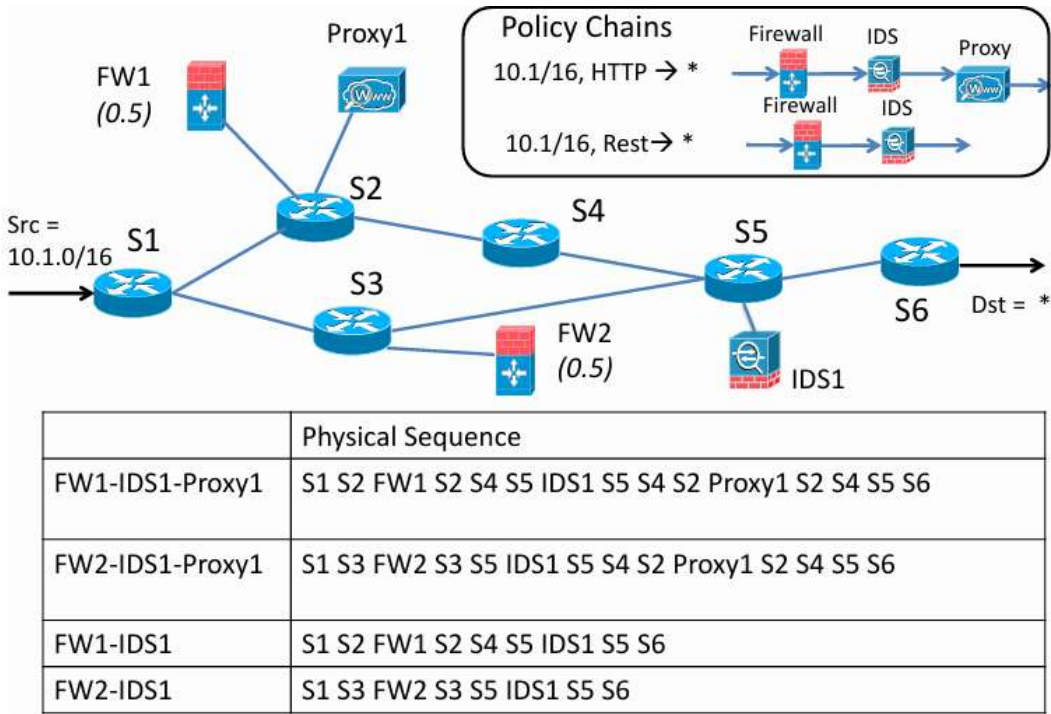 Proxy1
FW1
(0.5)
Policy Chains
Firewall
IDS
Proxy
10.1/16, HTTP → *
Www
Firewall
IDS
10.1/16, Rest→ *
Www
S2
S4
Src =
10.1.0/16
S1
S5
S3
S6
Dst = *
FW2
(0.5)
IDS1
Physical Sequence
FW1-IDS1-Proxy1 S1 S2 FW1 S2 S4 S5 IDS1 S5 S4 S2 Proxy1 S2 S4 S5 S6
FW2-IDS1-Proxy1 S1 S3 FW2 S3 S5 IDS1 S5 S4 S2 Proxy1 S2 S4 S5 S6
FW1-IDS1 S1 S2 FW1 S2 S4 S5 IDS1 S5 S6
FW2-IDS1 S1 S3 FW2 S3 S5 IDS1 S5 S6